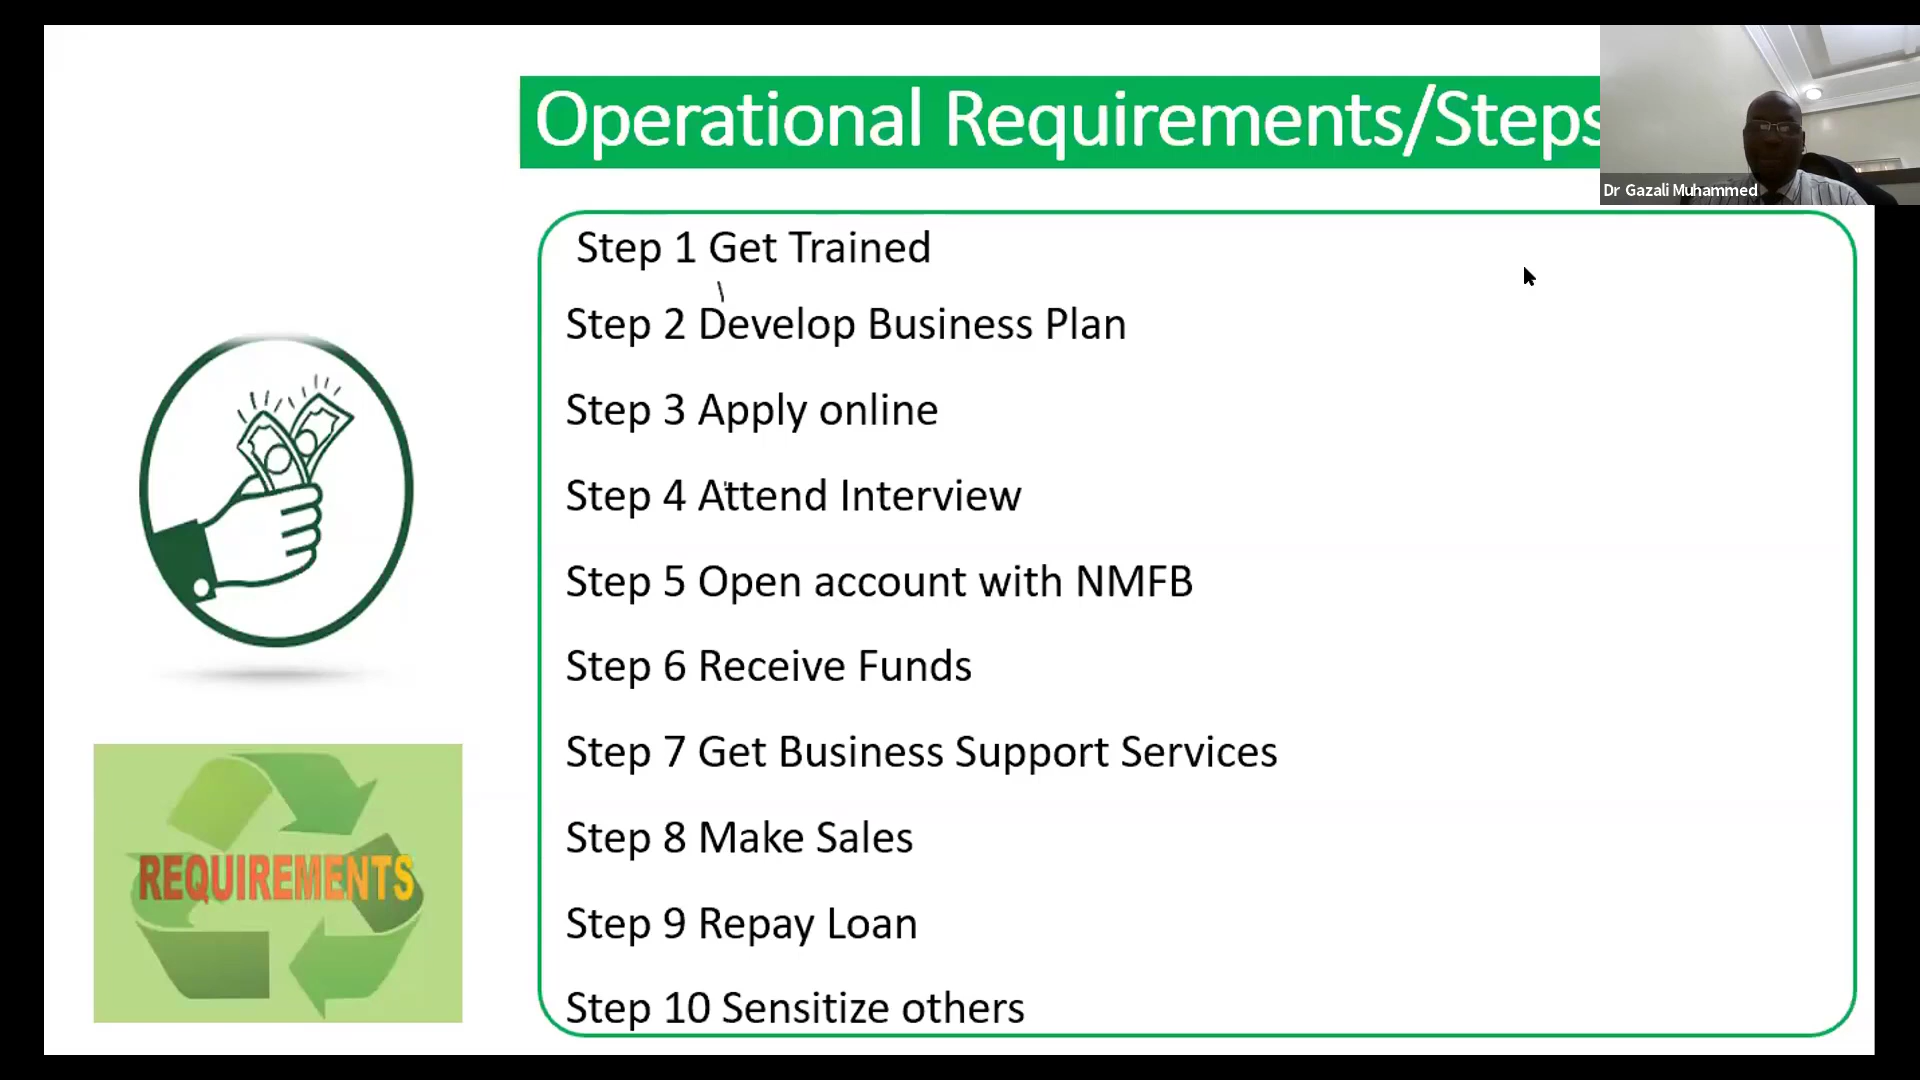 Operational Requirements/Steps
Dr Gazali Muhammed
Step 1 Get Trained
Step 2 Develop Business Plan
Step 3 Apply online
Step 4 Attend Interview
Step 5 Open account with NMFB
Step 6 Receive Funds
Step 7 Get Business Support Services
Step 8 Make Sales
Step 9 Repay Loan
Step 10 Sensitize others
REQUIREMENTS